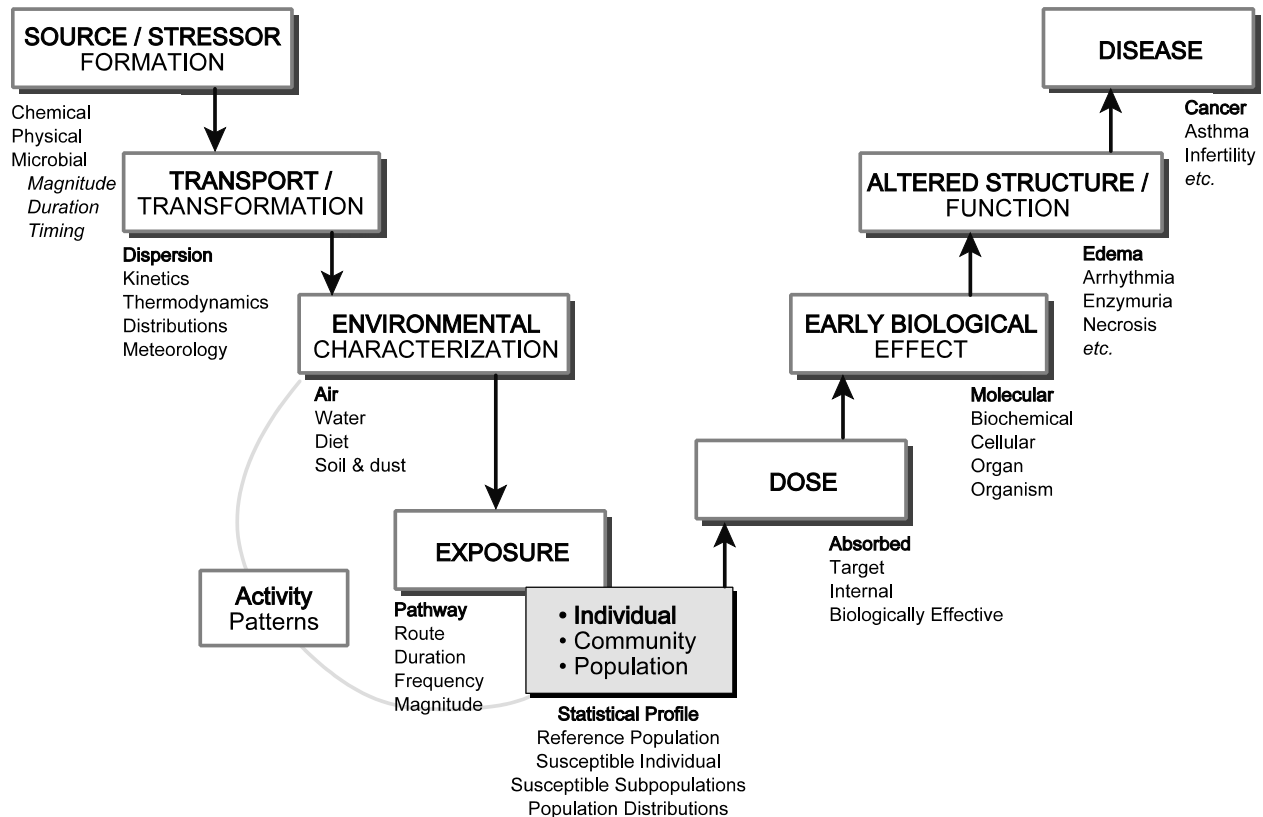 SOURCE / STRESSOR
FORMATION
Chemical
Physical
Microbial
Magnitude
Duration
Timing
TRANSPORT /
TRANSFORMATION
Dispersion
Kinetics
Thermodynamics
Distributions
Meteorology
ENVIRONMENTAL
CHARACTERIZATION
Air
Water
Diet
Soil & dust
Activity
Patterns
EXPOSURE
Pathway
Route
Duration
Frequency
Magnitude
• Individual
• Community
• Population
Statistical Profile
Reference Population
Susceptible Individual
Susceptible Subpopulations
Population Distributions
DOSE
Absorbed
Target
Internal
Biologically Effective
EARLY BIOLOGICAL
EFFECT
Molecular
Biochemical
Cellular
Organ
Organism
ALTERED STRUCTURE /
FUNCTION
Edema
Arrhythmia
Enzymuria
Necrosis
etc.
DISEASE
Cancer
Asthma
Infertility
etc.